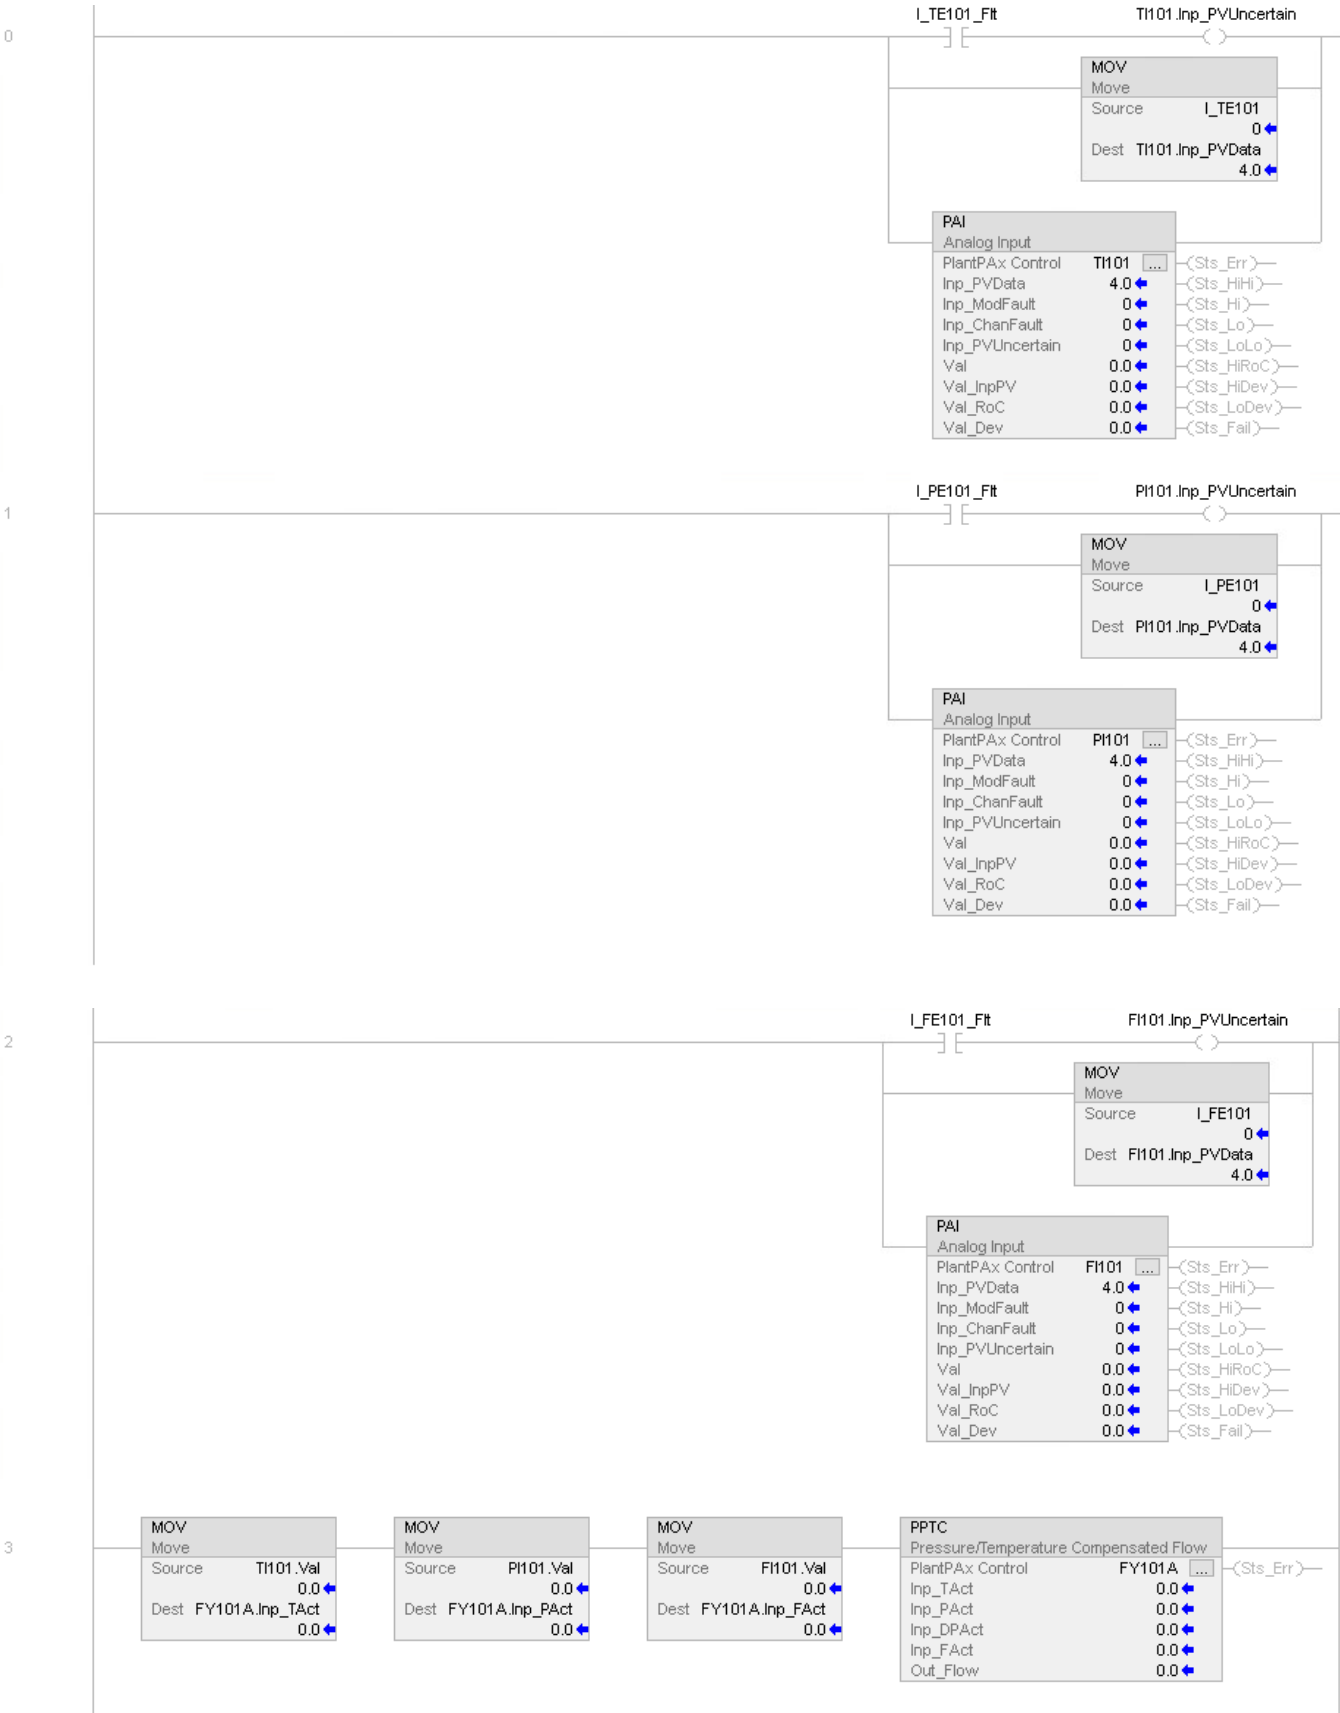 I_TE101_Flt TI101.Inp_PVUncertain
0
MOV
Move
Source I_TE101
0
Dest TI101.Inp_PVData
4.0
PAI
Analog Input
PlantPAx Control TI101 ... (Sts_Err)
Inp_PVData 4.0 (Sts_HiHi)
Inp_ModFault 0 (Sts_Hi)
Inp_ChanFault 0 (Sts_Lo)
Inp_PVUncertain 0 (Sts_LoLo)
Val 0.0 (Sts_HiRoC)
Val_InpPV 0.0 (Sts_HiDev)
Val_RoC 0.0 (Sts_LoDev)
Val_Dev 0.0 (Sts_Fail)
I_PE101_Flt PI101.Inp_PVUncertain
1
MOV
Move
Source I_PE101
0
Dest PI101.Inp_PVData
4.0
PAI
Analog Input
PlantPAx Control PI101 ... (Sts_Err)
Inp_PVData 4.0 (Sts_HiHi)
Inp_ModFault 0 (Sts_Hi)
Inp_ChanFault 0 (Sts_Lo)
Inp_PVUncertain 0 (Sts_LoLo)
Val 0.0 (Sts_HiRoC)
Val_InpPV 0.0 (Sts_HiDev)
Val_RoC 0.0 (Sts_LoDev)
Val_Dev 0.0 (Sts_Fail)
I_FE101_Flt FI101.Inp_PVUncertain
2
MOV
Move
Source I_FE101
0
Dest FI101.Inp_PVData
4.0
PAI
Analog Input
PlantPAx Control FI101 ... (Sts_Err)
Inp_PVData 4.0 (Sts_HiHi)
Inp_ModFault 0 (Sts_Hi)
Inp_ChanFault 0 (Sts_Lo)
Inp_PVUncertain 0 (Sts_LoLo)
Val 0.0 (Sts_HiRoC)
Val_InpPV 0.0 (Sts_HiDev)
Val_RoC 0.0 (Sts_LoDev)
Val_Dev 0.0 (Sts_Fail)
3
MOV
Move
Source TI101.Val
0.0
Dest FY101A.Inp_TAct
0.0
MOV
Move
Source PI101.Val
0.0
Dest FY101A.Inp_PAct
0.0
MOV
Move
Source FI101.Val
0.0
Dest FY101A.Inp_FAct
0.0
PPTC
Pressure/Temperature Compensated Flow
PlantPAx Control FY101A ... (Sts_Err)
Inp_TAct 0.0
Inp_PAct 0.0
Inp_DPAct 0.0
Inp_FAct 0.0
Out_Flow 0.0